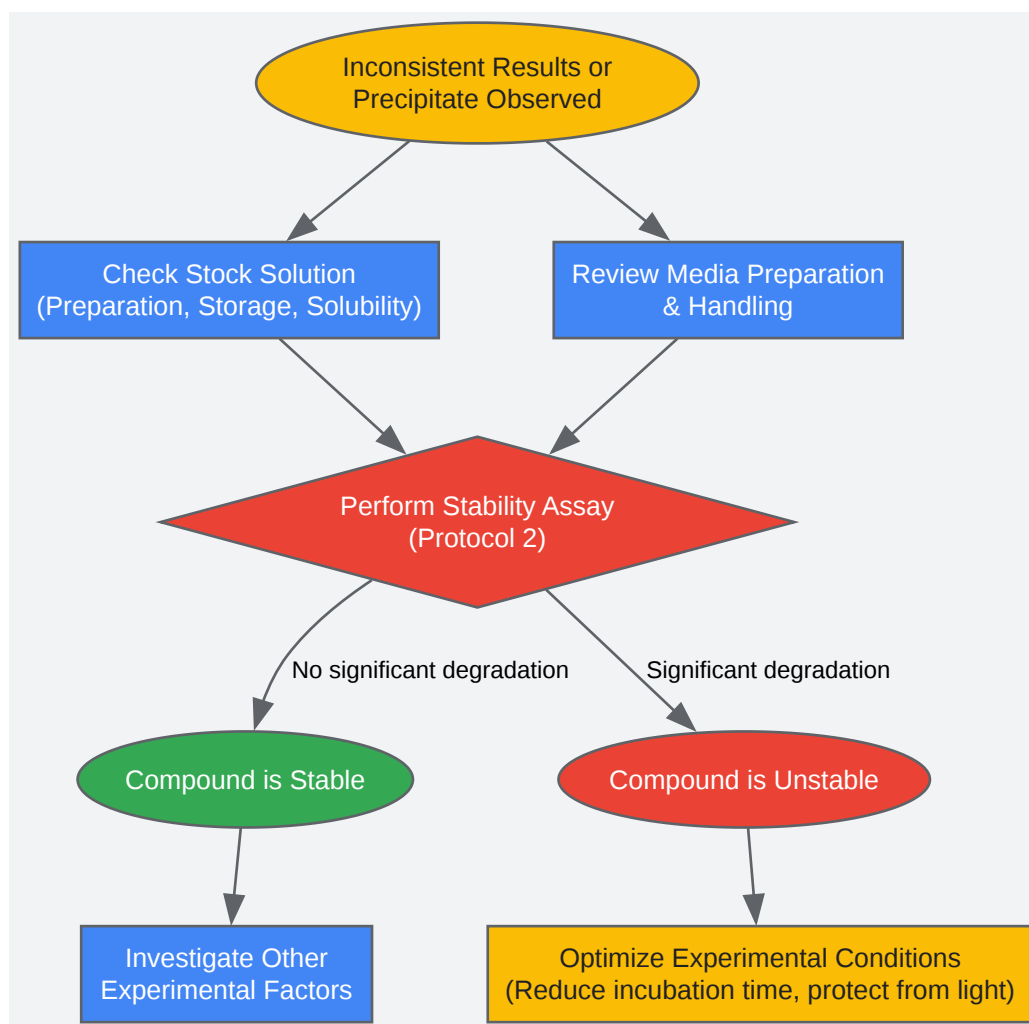 Inconsistent Results or
Precipitate Observed
Check Stock Solution
(Preparation, Storage, Solubility)
Review Media Preparation
& Handling
Perform Stability Assay
(Protocol 2)
No significant degradation
Significant degradation
Compound is Stable
Compound is Unstable
Investigate Other
Experimental Factors
Optimize Experimental Conditions
(Reduce incubation time, protect from light)